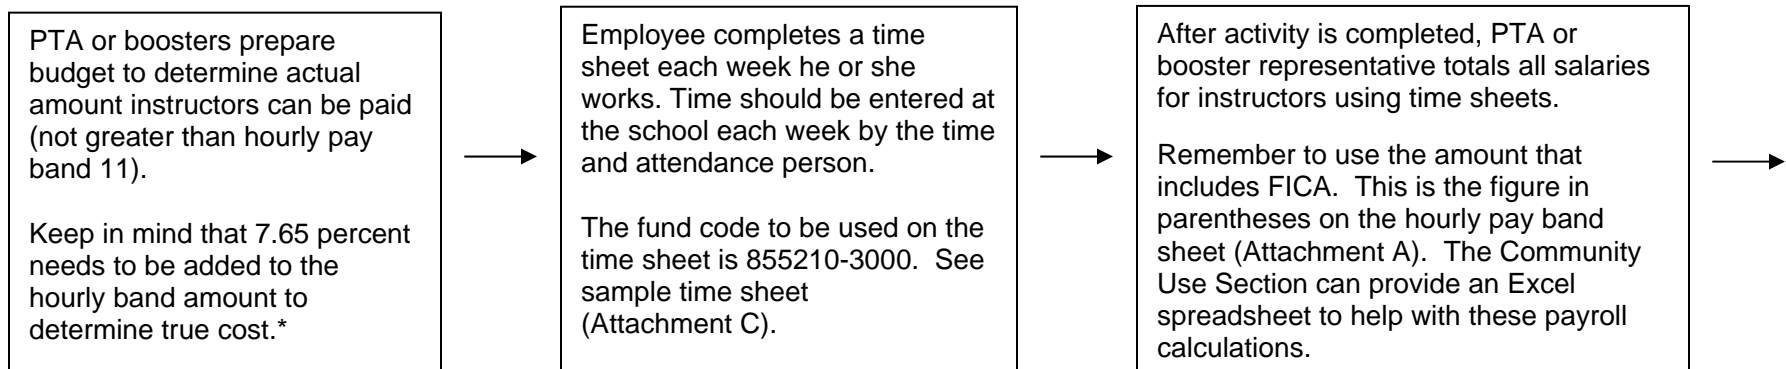 PTA or boosters prepare
budget to determine actual
amount instructors can be paid
(not greater than hourly pay
band 11).
Keep in mind that 7.65 percent
needs to be added to the
hourly band amount to
determine true cost.*
Employee completes a time
sheet each week he or she
works. Time should be entered at
the school each week by the time
and attendance person.
The fund code to be used on the
time sheet is 855210-3000.  See
sample time sheet
(Attachment C).
After activity is completed, PTA or
booster representative totals all salaries
for instructors using time sheets.
Remember to use the amount that
includes FICA.  This is the figure in
parentheses on the hourly pay band
sheet (Attachment A).  The Community
Use Section can provide an Excel
spreadsheet to help with these payroll
calculations.